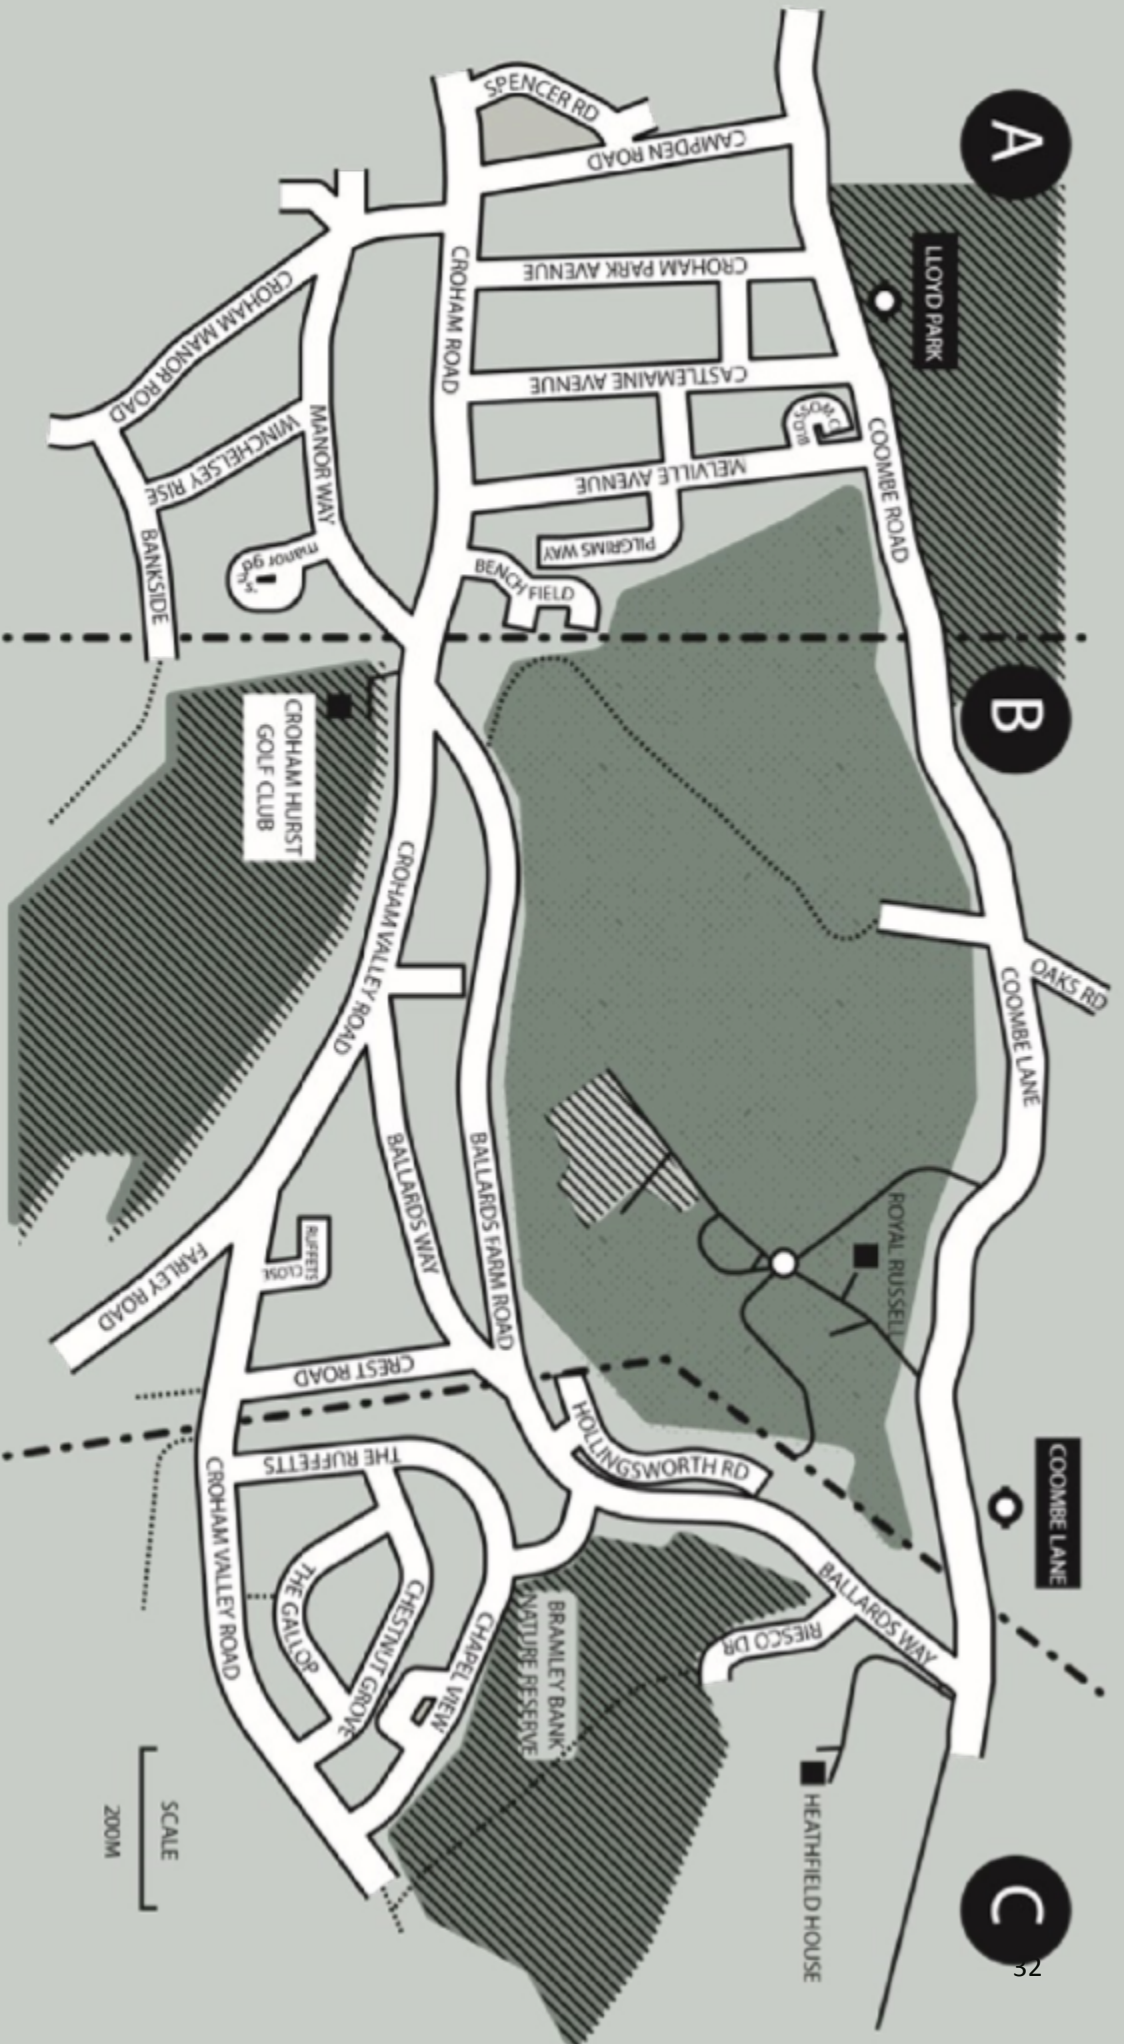 A
B
C
LLOYD PARK
COOMBE LANE
SPENCER RD
CAMPDEN ROAD
CROHAM PARK AVENUE
CASTLEMAINE AVENUE
MELVILLE AVENUE
PILGRIMS WAY
BENCH FIELD
COOMBE ROAD
CROHAM ROAD
CROHAM MANOR ROAD
MANOR WAY
WINCHELSEY RISE
BANKSIDE
CROHAM HURST
GOLF CLUB
CROHAM VALLEY ROAD
OAKS RD
COOMBE LANE
BALLARDS WAY
BALLARDS FARM ROAD
ROYAL RUSSELL
RUFFETS
CLOSE
FARLEY ROAD
CREST ROAD
HOLLINGSWORTH RD
THE RUFFETTS
CROHAM VALLEY ROAD
THE GALLOP
CHESTNUT GROVE
CHAPEL VIEW
BRAMLEY BANK
NATURE RESERVE
RIESCO DR
BALLARDS WAY
HEATHFIELD HOUSE
SCALE
200M
32